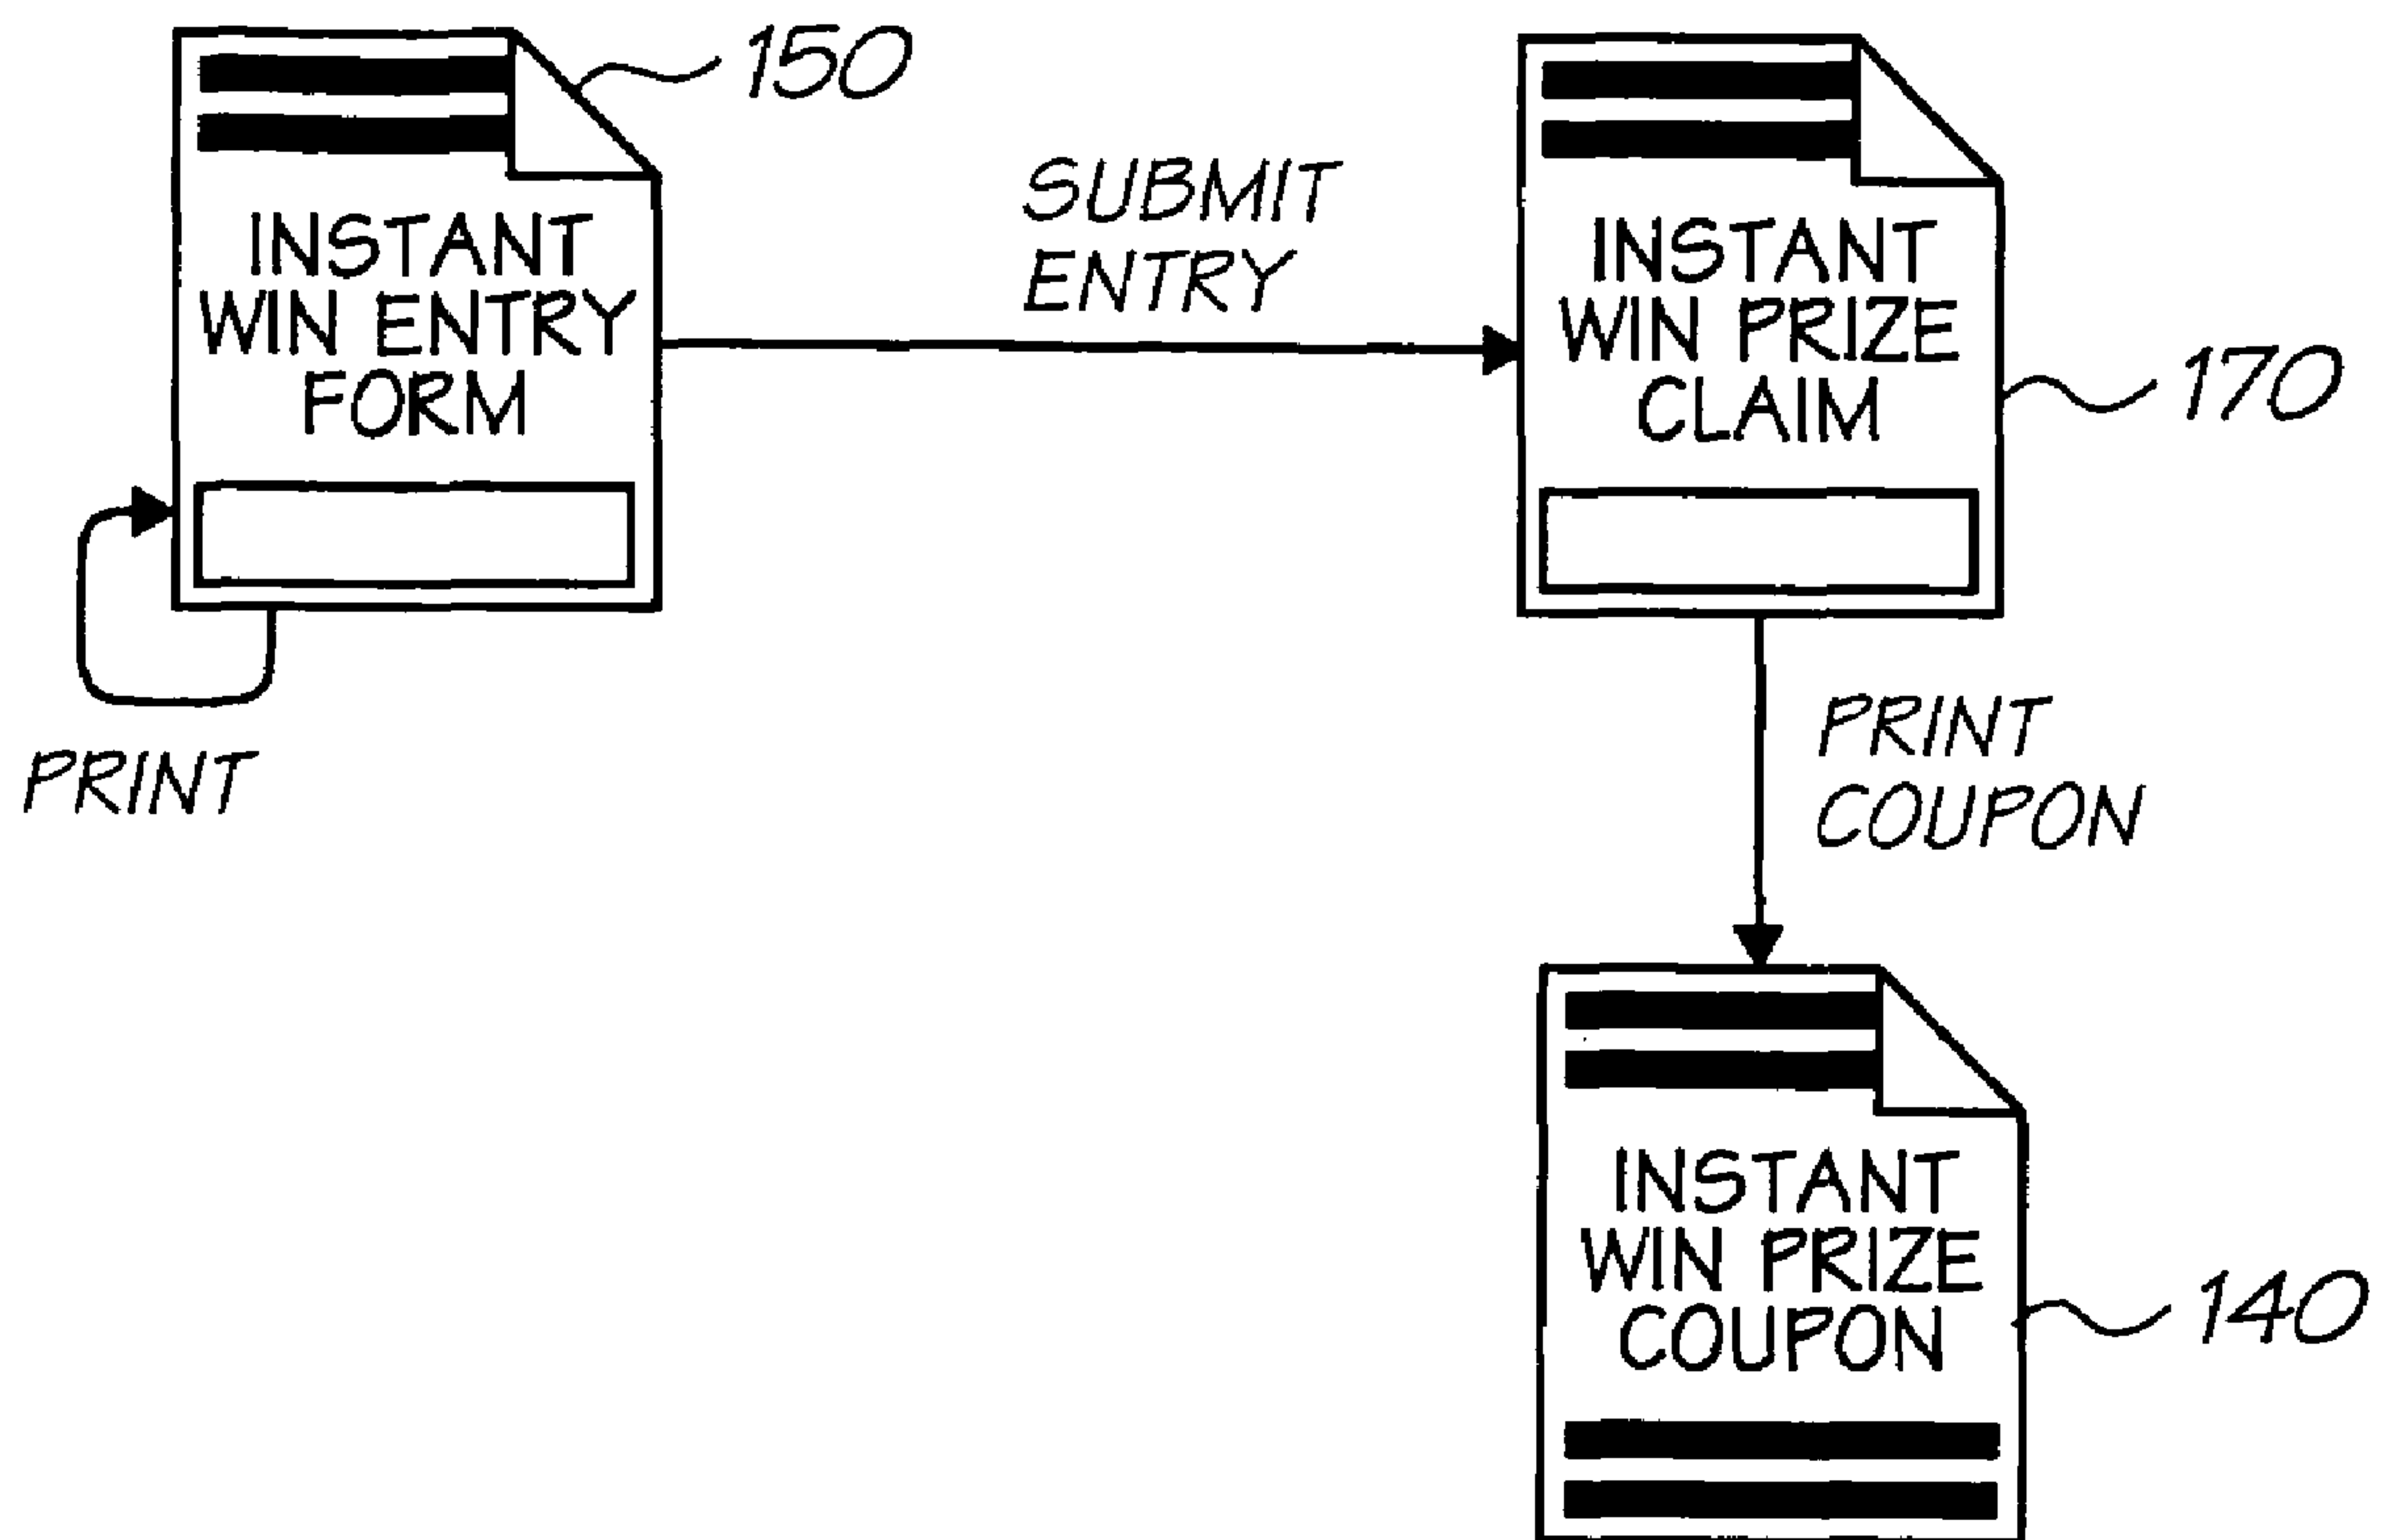 150
INSTANT
WIN ENTRY
FORM
SUBMIT
ENTRY
INSTANT
WIN PRIZE
CLAIM
170
PRINT
PRINT
COUPON
INSTANT
WIN PRIZE
COUPON
140